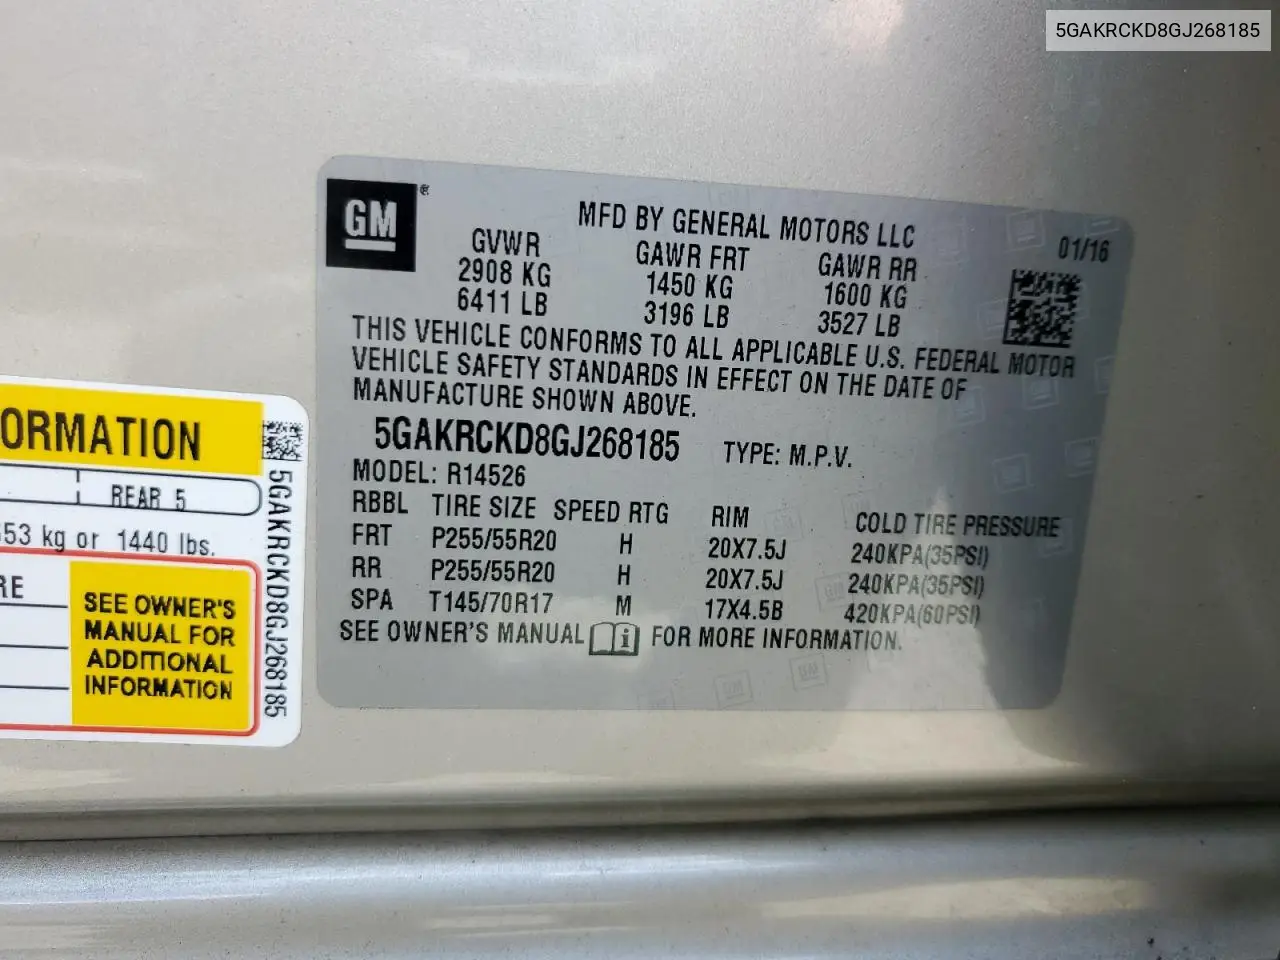 5GAKRCKD8GJ268185
GM ®
MFD BY GENERAL MOTORS LLC
01/16
GVWR GAWR FRT GAWR RR
2908 KG 1450 KG 1600 KG
6411 LB 3196 LB 3527 LB
THIS VEHICLE CONFORMS TO ALL APPLICABLE U.S. FEDERAL MOTOR
VEHICLE SAFETY STANDARDS IN EFFECT ON THE DATE OF
MANUFACTURE SHOWN ABOVE.
5GAKRCKD8GJ268185 TYPE: M.P.V.
MODEL: R14526
RBBL TIRE SIZE SPEED RTG RIM COLD TIRE PRESSURE
FRT P255/55R20 H 20X7.5J 240KPA(35PSI)
RR P255/55R20 H 20X7.5J 240KPA(35PSI)
SPA T145/70R17 M 17X4.5B 420KPA(60PSI)
SEE OWNER'S MANUAL i FOR MORE INFORMATION.
ORMATION
REAR 5
53 kg or 1440 lbs.
RE
SEE OWNER'S
MANUAL FOR
ADDITIONAL
INFORMATION
5GAKRCKD8GJ268185